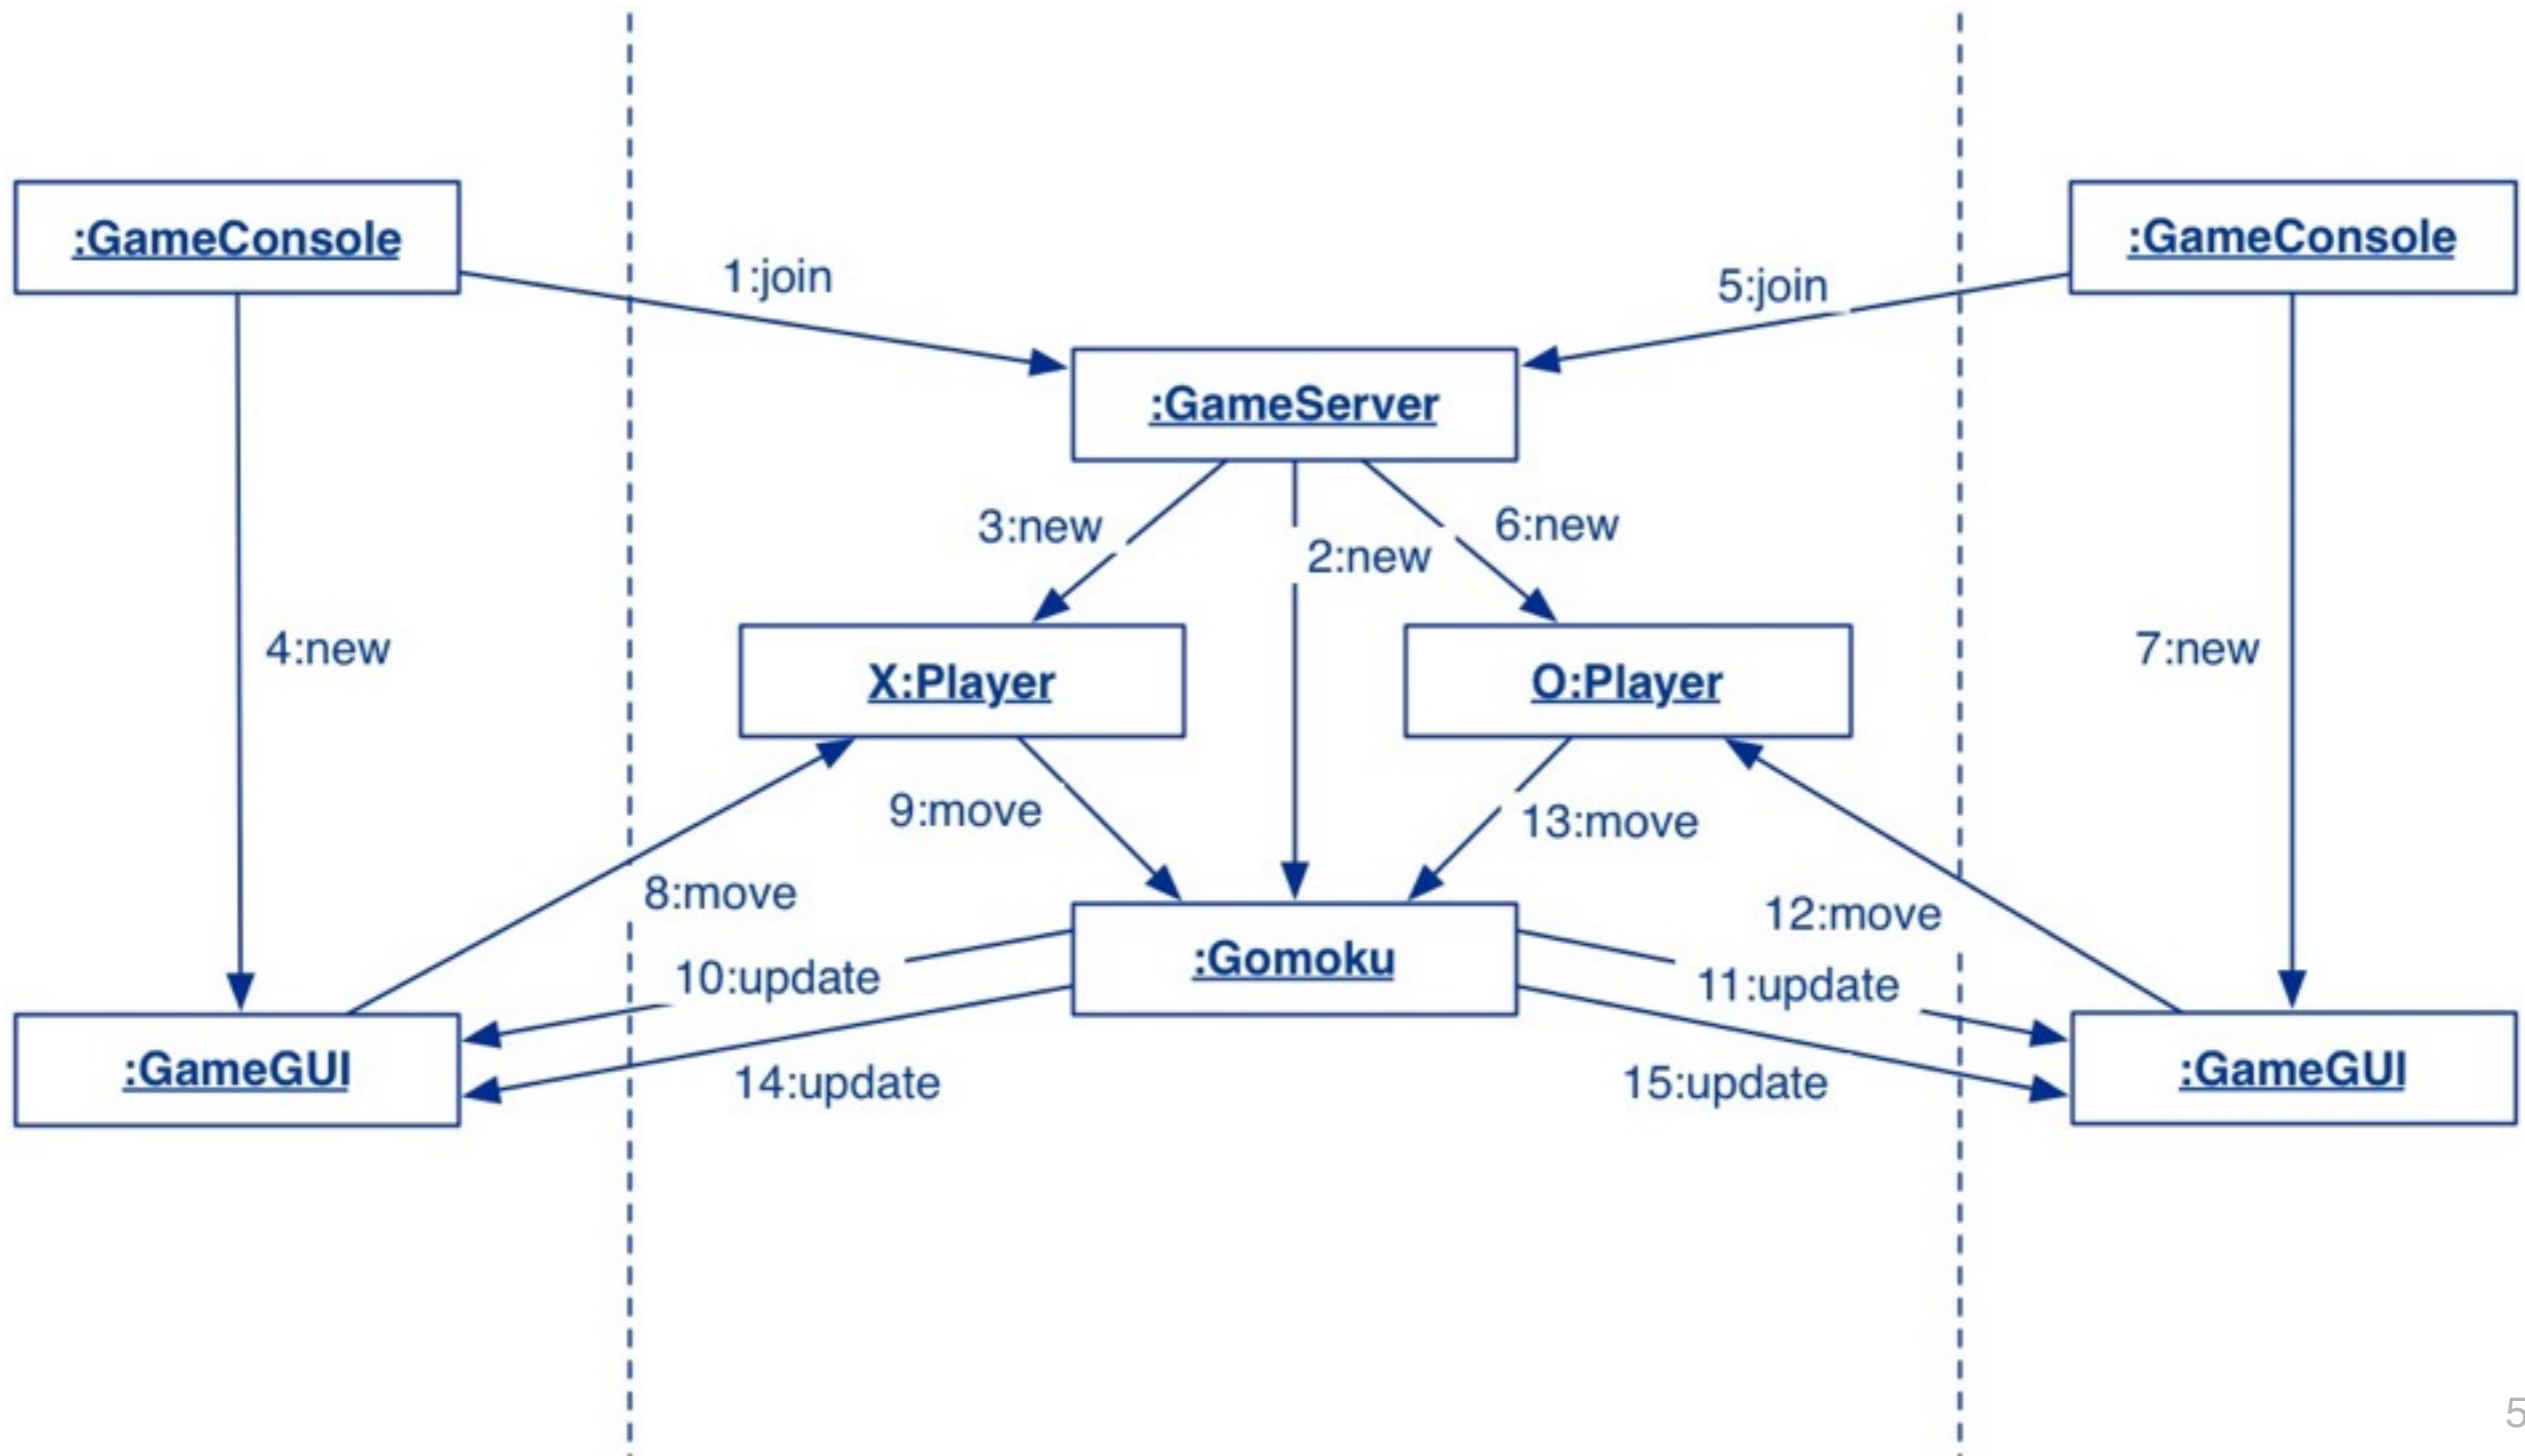 :GameConsole
:GameConsole
1:join
5:join
:GameServer
3:new
6:new
2:new
4:new
7:new
X:Player
O:Player
9:move
13:move
8:move
12:move
:Gomoku
10:update
11:update
:GameGUI
:GameGUI
14:update
15:update
5